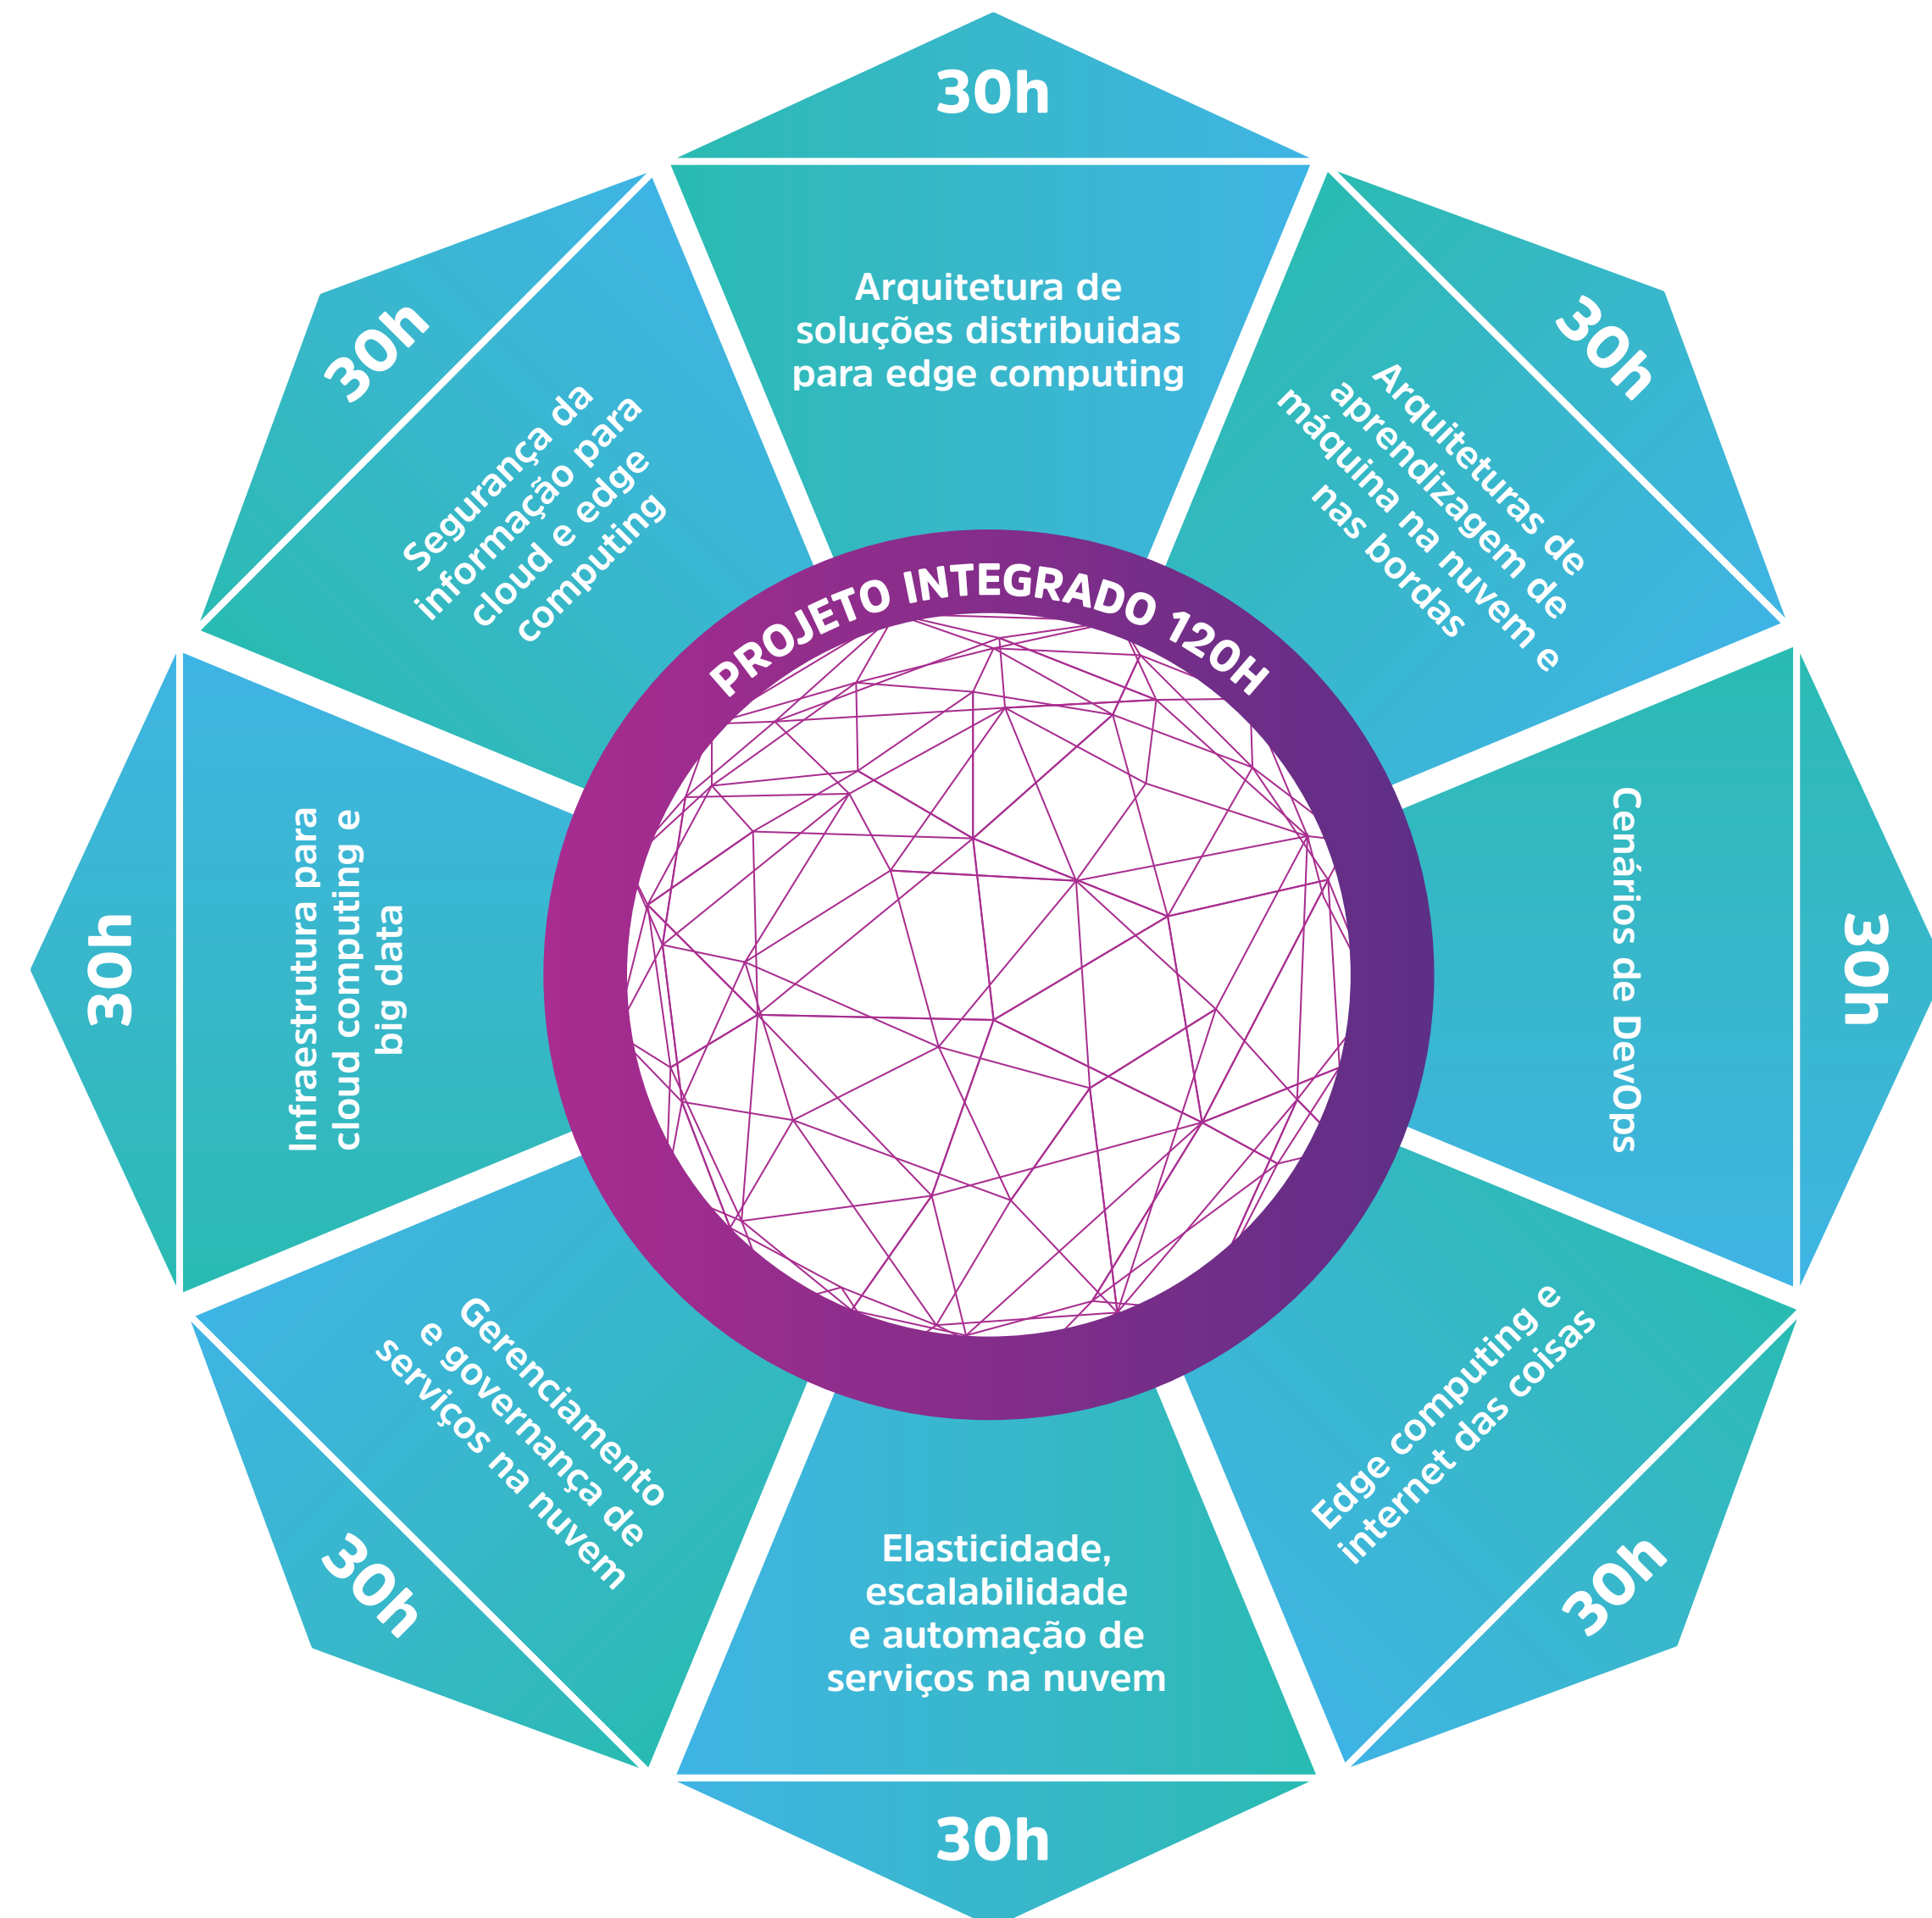 30h
Arquitetura de
soluções distribuidas
para edge computing
30h
Arquiteturas de
aprendizagem de
máquina na nuvem e
nas bordas
30h
Cenários de DevOps
30h
Edge computing e
internet das coisas
30h
Elasticidade,
escalabilidade
e automação de
serviços na nuvem
30h
Gerenciamento
e governança de
serviços na nuvem
30h
Infraestrutura para
cloud computing e
big data
30h
Segurança da
informação para
cloud e edge
computing
PROJETO INTEGRADO 120H